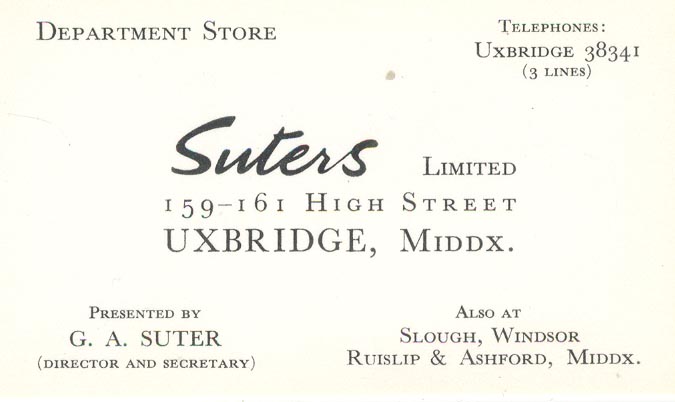 DEPARTMENT STORE
TELEPHONES:
UXBRIDGE 38341
(3 LINES)
Suters LIMITED
159–161 HIGH STREET
UXBRIDGE, MIDDX.
PRESENTED BY
G. A. SUTER
(DIRECTOR AND SECRETARY)
ALSO AT
SLOUGH, WINDSOR
RUISLIP & ASHFORD, MIDDX.